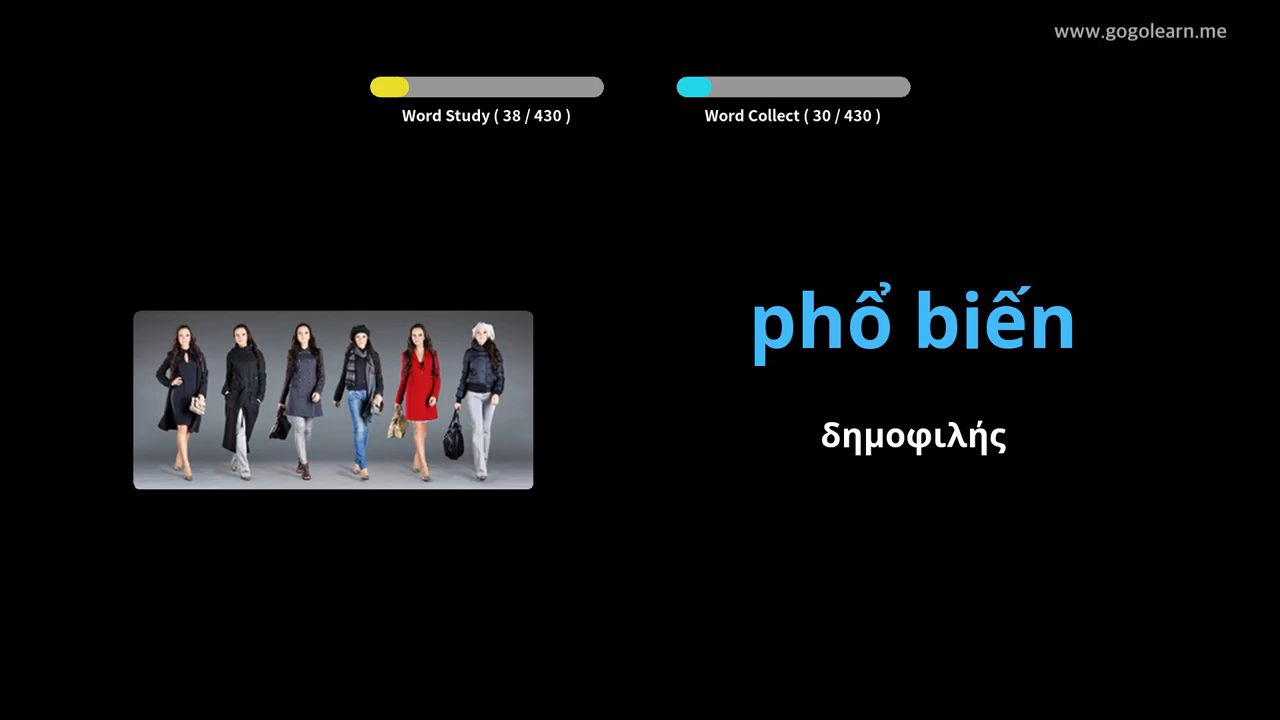 www.gogolearn.me
Word Study ( 38 / 430 )
Word Collect ( 30 / 430 )
phổ biến
δημοφιλής